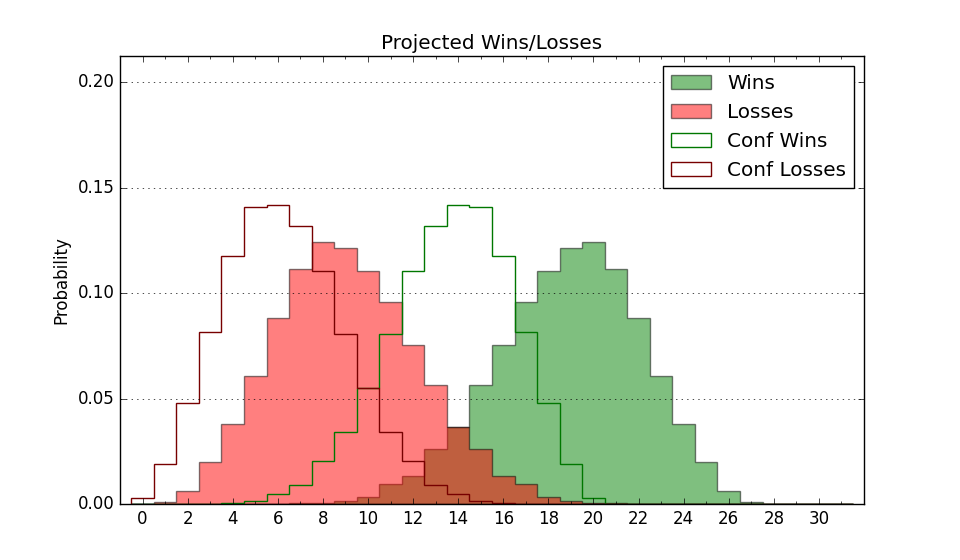 Projected Wins/Losses
Wins
Losses
Conf Wins
Conf Losses
Probability
0.20
0.15
0.10
0.05
0.00
0 2 4 6 8 10 12 14 16 18 20 22 24 26 28 30